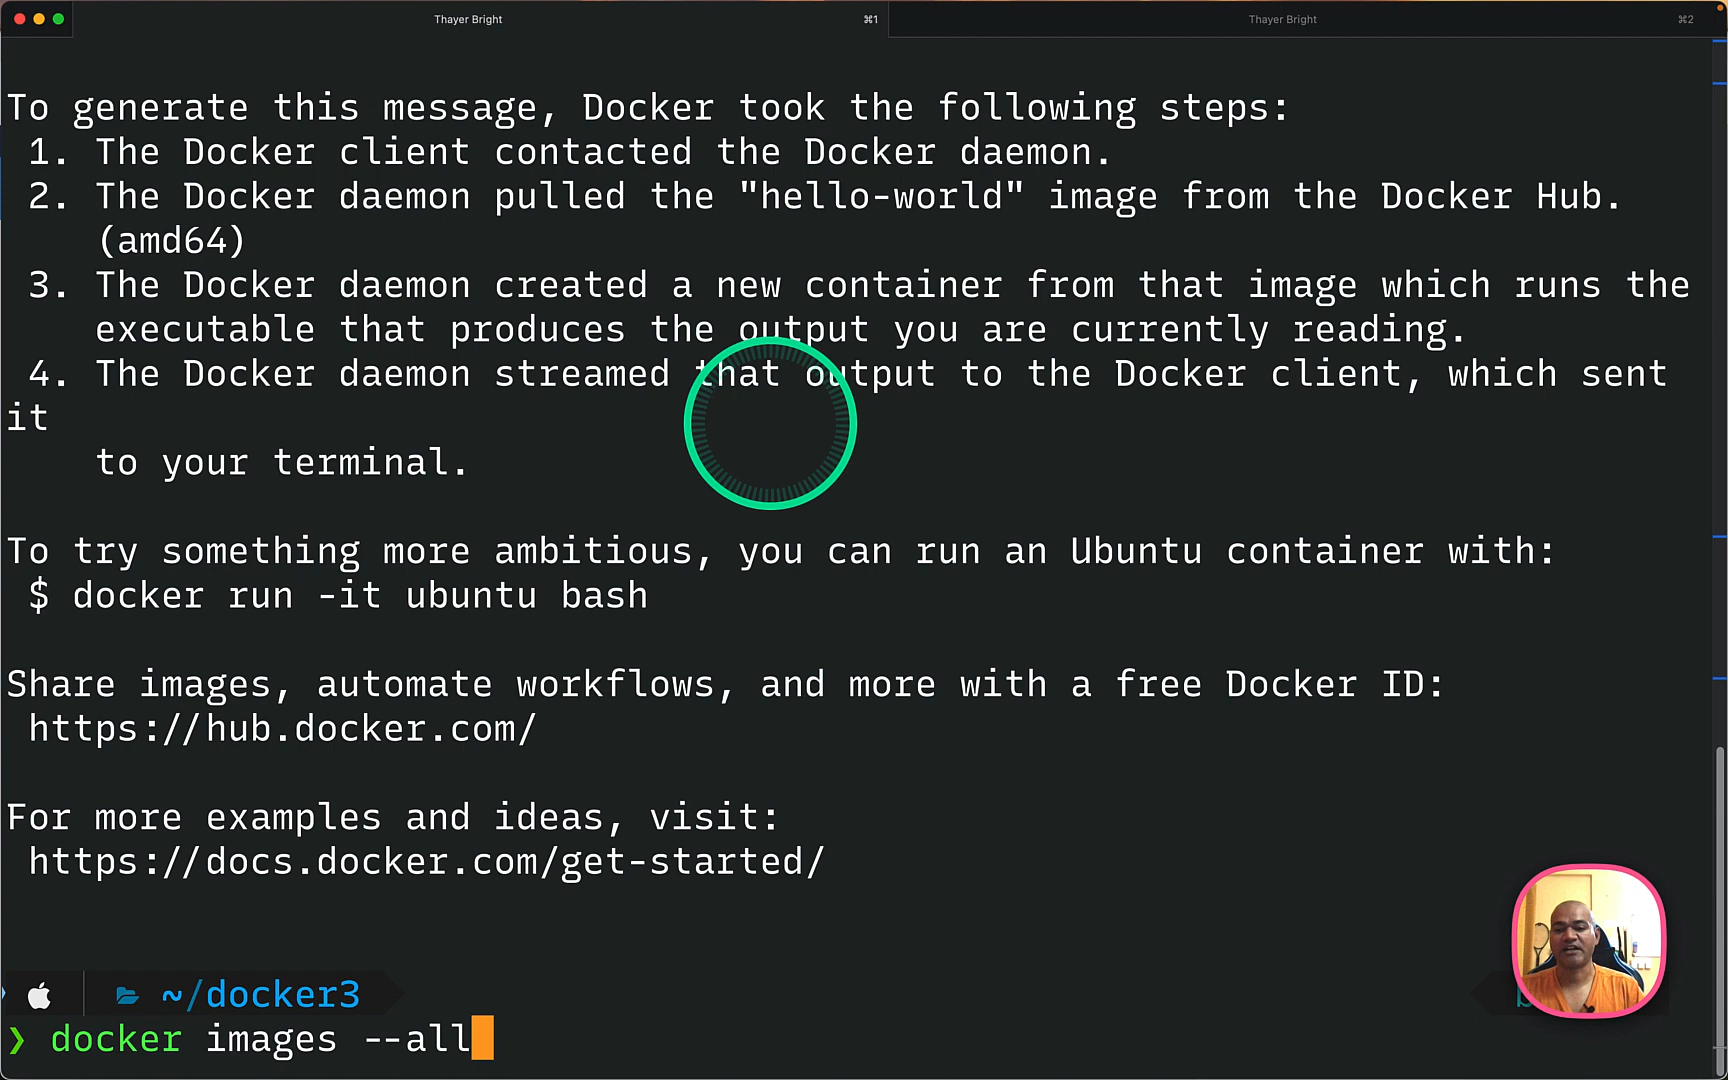 Thayer Bright ⌘1 Thayer Bright ⌘2
To generate this message, Docker took the following steps:
1. The Docker client contacted the Docker daemon.
2. The Docker daemon pulled the "hello-world" image from the Docker Hub.
(amd64)
3. The Docker daemon created a new container from that image which runs the
executable that produces the output you are currently reading.
4. The Docker daemon streamed that output to the Docker client, which sent
it
to your terminal.
To try something more ambitious, you can run an Ubuntu container with:
$ docker run -it ubuntu bash
Share images, automate workflows, and more with a free Docker ID:
https://hub.docker.com/
For more examples and ideas, visit:
https://docs.docker.com/get-started/
~/docker3
❯ docker images --all